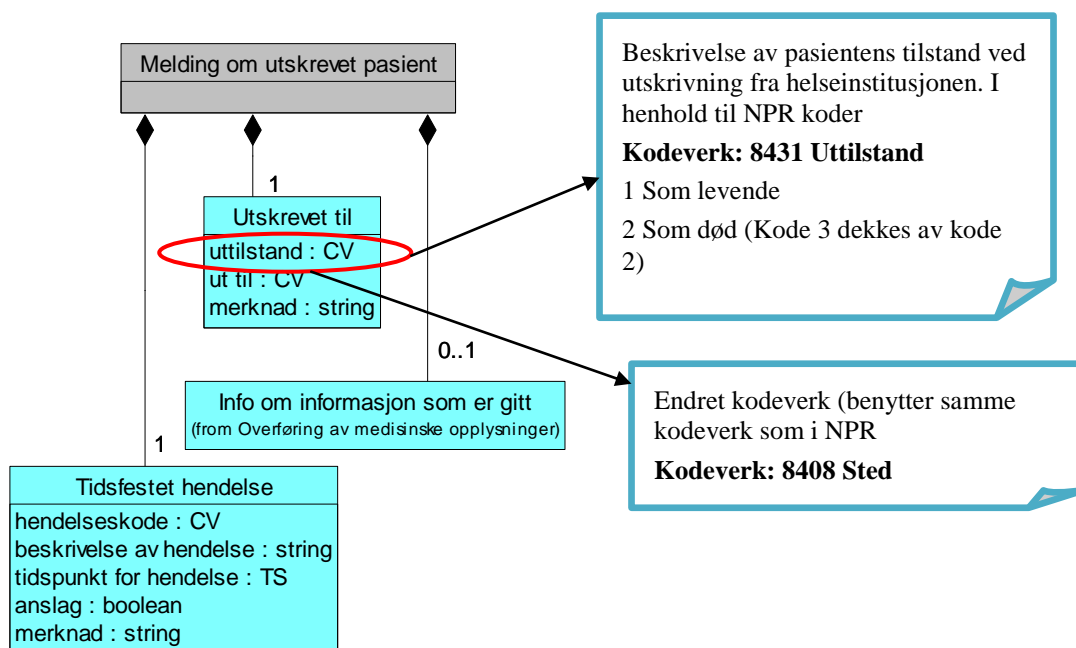 Melding om utskrevet pasient
1
Utskrevet til
uttilstand : CV
ut til : CV
merknad : string
0..1
Info om informasjon som er gitt
(from Overføring av medisinske opplysninger)
1
Tidsfestet hendelse
hendelseskode : CV
beskrivelse av hendelse : string
tidspunkt for hendelse : TS
anslag : boolean
merknad : string
Beskrivelse av pasientens tilstand ved
utskrivning fra helseinstitusjonen. I
henhold til NPR koder
Kodeverk: 8431 Uttilstand
1 Som levende
2 Som død (Kode 3 dekkes av kode
2)
Endret kodeverk (benytter samme
kodeverk som i NPR
Kodeverk: 8408 Sted